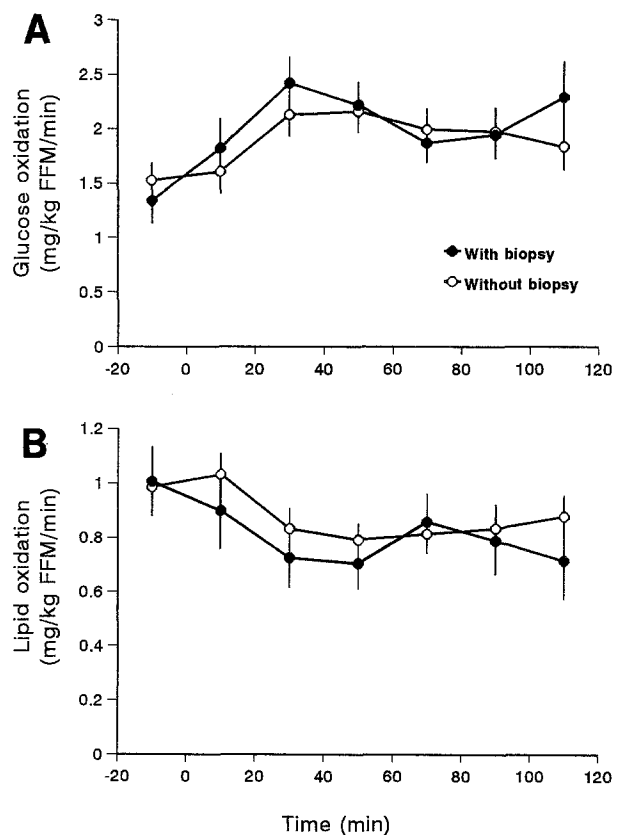 A
3
2.5
2
1.5
1
0.5
0
Glucose oxidation
(mg/kg FFM/min)
With biopsy
Without biopsy
-20 0 20 40 60 80 100 120
B
1.2
1
0.8
0.6
0.4
0.2
0
Lipid oxidation
(mg/kg FFM/min)
-20 0 20 40 60 80 100 120
Time (min)